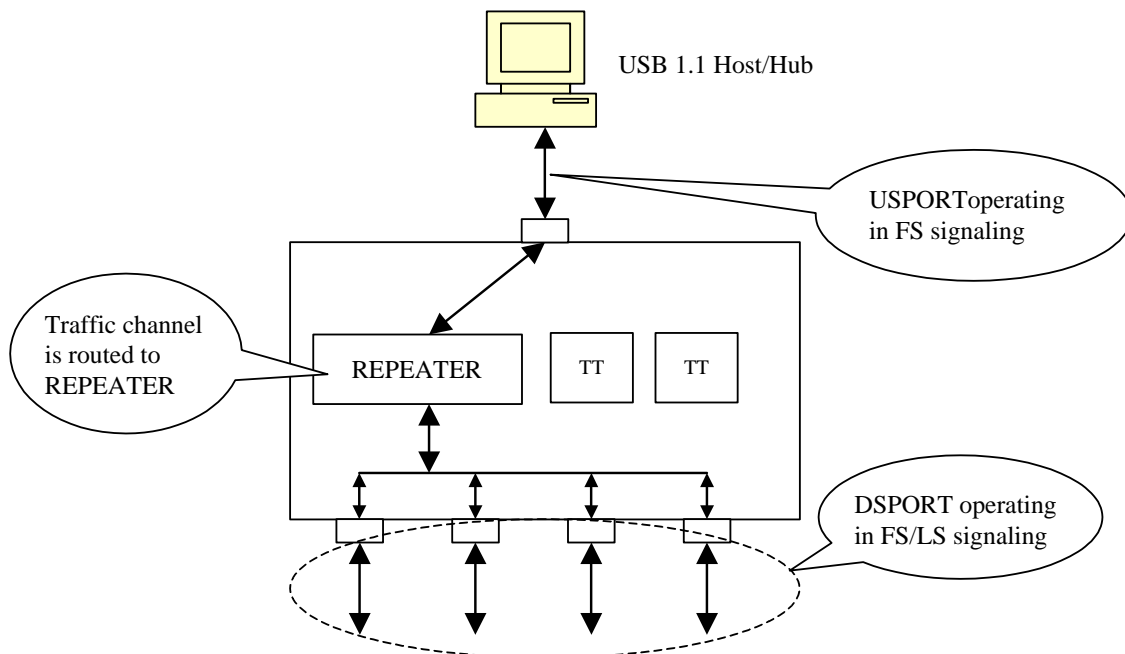 USB 1.1 Host/Hub
USPORToperating
in FS signaling
Traffic channel
is routed to
REPEATER
REPEATER
TT
TT
DSPORT operating
in FS/LS signaling